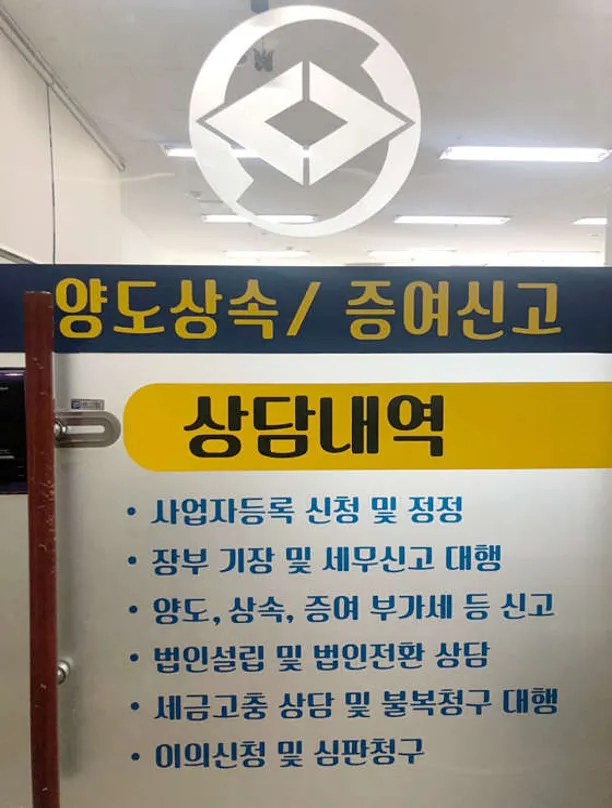 양도상속/ 증여신고
상담내역
• 사업자등록 신청 및 정정
• 장부 기장 및 세무신고 대행
• 양도, 상속, 증여 부가세 등 신고
• 법인설립 및 법인전환 상담
• 세금고충 상담 및 불복청구 대행
• 이의신청 및 심판청구